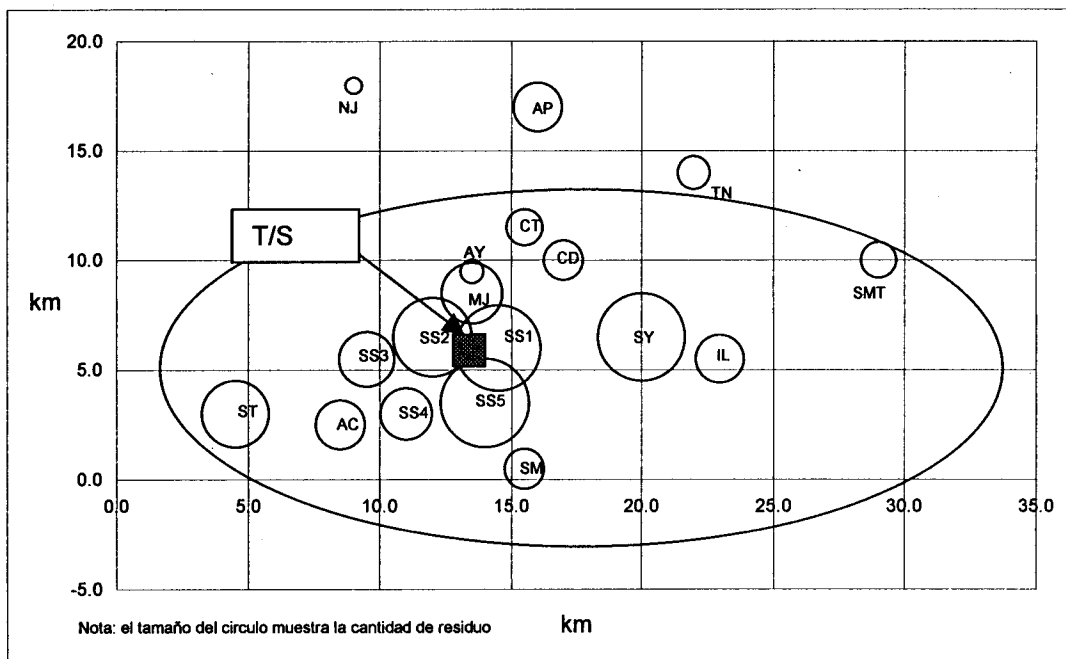 20.0
NJ
AP
15.0
TN
T/S
CT
AY
CD
10.0
km
SMT
MJ
SS2
SS1
SY
IL
SS3
5.0
SS5
ST
SS4
AC
SM
0.0
0.0 5.0 10.0 15.0 20.0 25.0 30.0 35.0
-5.0
Nota: el tamaño del circulo muestra la cantidad de residuo
km